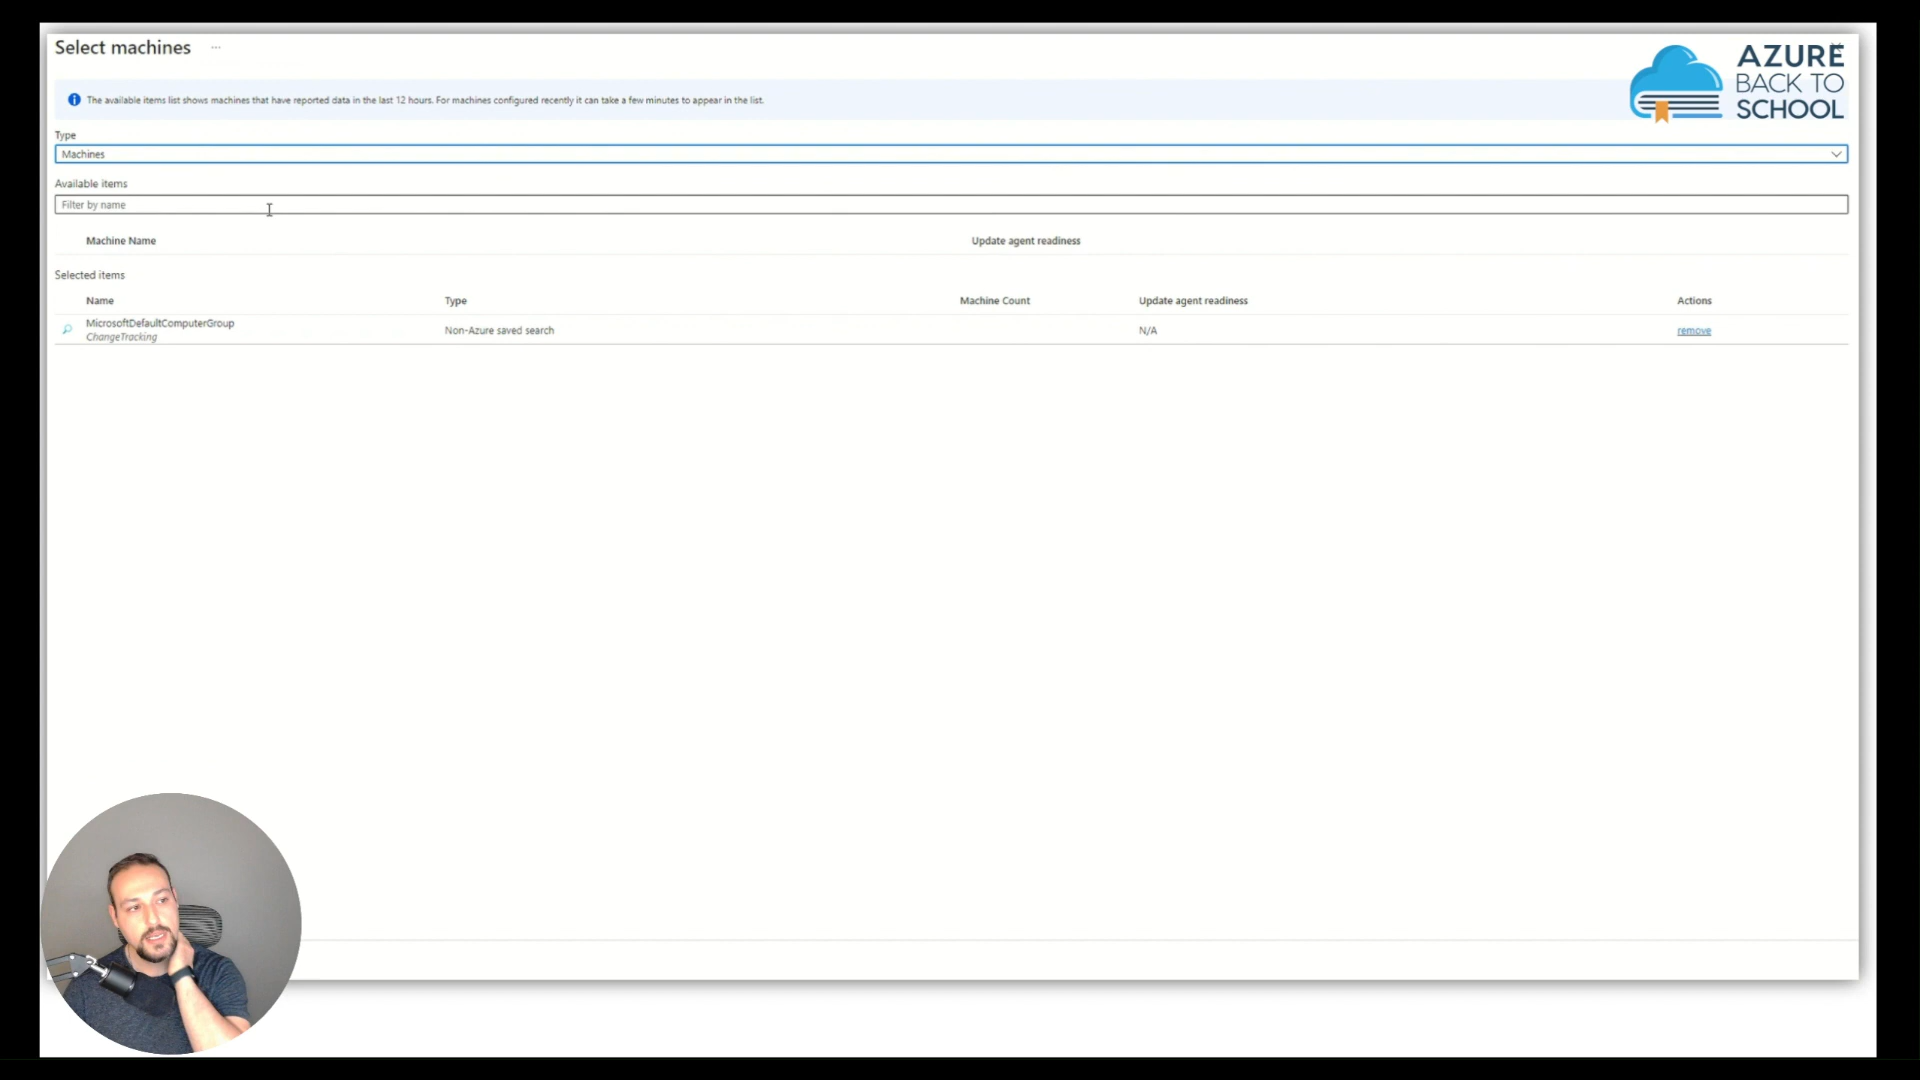 Select machines ...
AZURE
BACK TO
SCHOOL
The available items list shows machines that have reported data in the last 12 hours. For machines configured recently it can take a few minutes to appear in the list.
Type
Machines
Available items
Filter by name
Machine Name Update agent readiness
Selected items
Name Type Machine Count Update agent readiness Actions
MicrosoftDefaultComputerGroup
ChangeTracking
Non-Azure saved search N/A remove